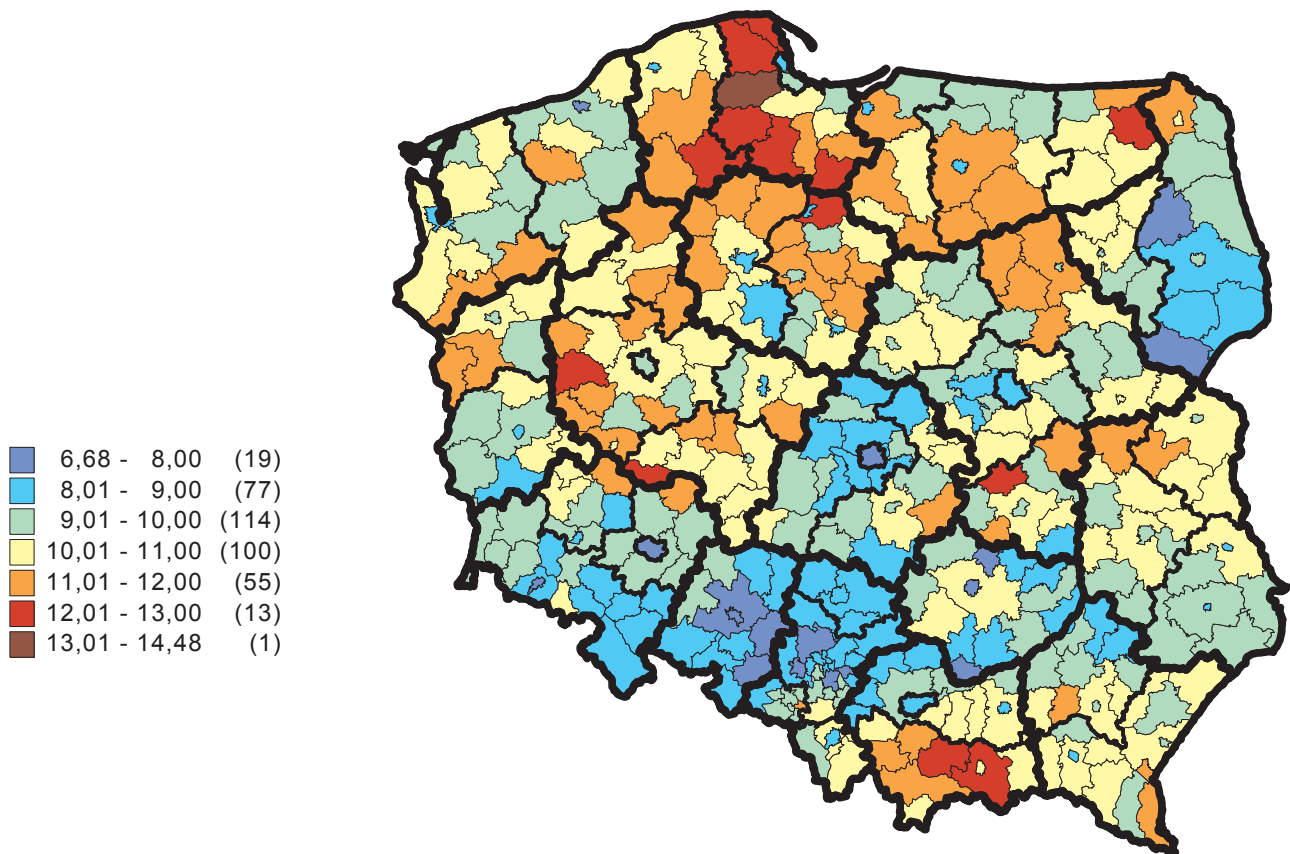 6,68 - 8,00 (19)
8,01 - 9,00 (77)
9,01 - 10,00 (114)
10,01 - 11,00 (100)
11,01 - 12,00 (55)
12,01 - 13,00 (13)
13,01 - 14,48 (1)